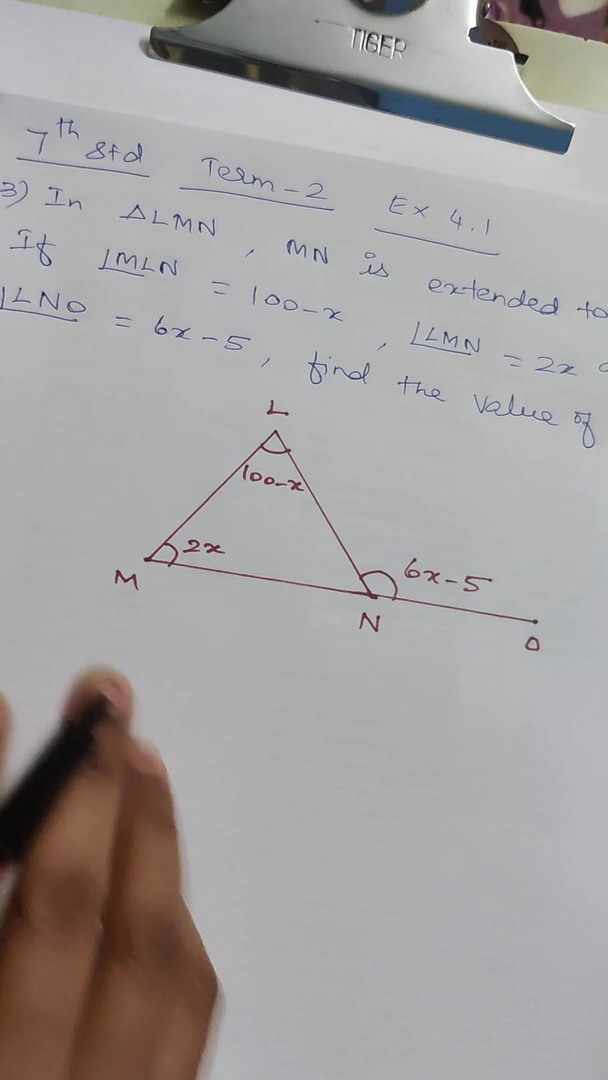 TIGER
7th std Term-2 Ex 4.1
3) In ΔLMN, MN is extended to
If ∠MLN = 100-x, ∠LMN = 2x
∠LNO = 6x-5, find the value of
L
100-x
2x
6x-5
M
N
O